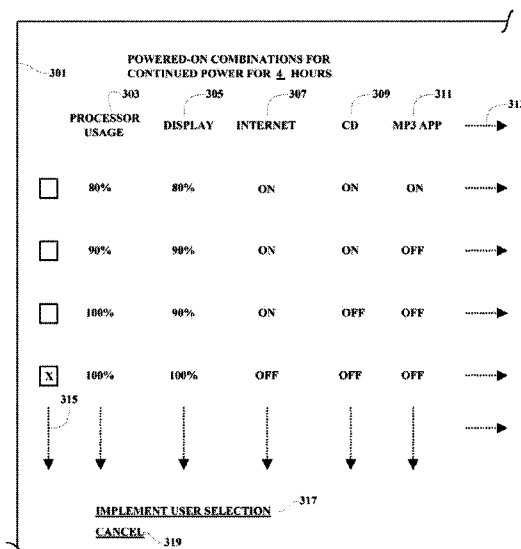 POWERED-ON COMBINATIONS FOR
CONTINUED POWER FOR 4 HOURS
301
303 305 307 309 311
PROCESSOR USAGE DISPLAY INTERNET CD MP3 APP
80% 80% ON ON ON
90% 90% ON ON OFF
100% 90% ON OFF OFF
X 100% 100% OFF OFF OFF
315
IMPLEMENT USER SELECTION 317
CANCEL 319